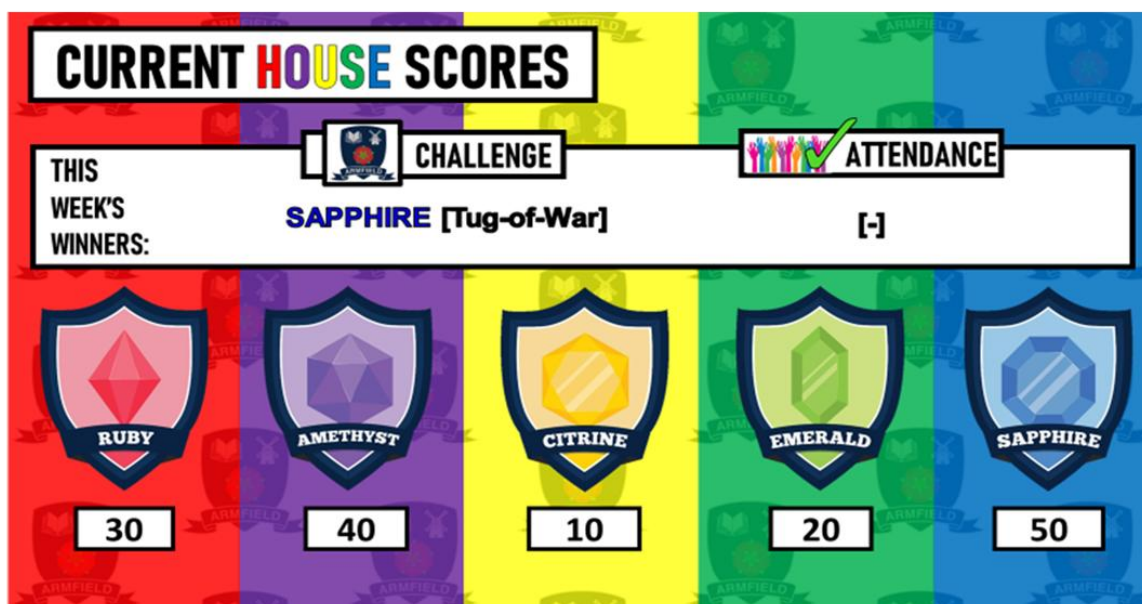 CURRENT HOUSE SCORES
CHALLENGE
ATTENDANCE
THIS
WEEK'S
WINNERS:
SAPPHIRE [Tug-of-War]
[-]
ARMFIELD
RUBY
AMETHYST
CITRINE
EMERALD
SAPPHIRE
30
40
10
20
50